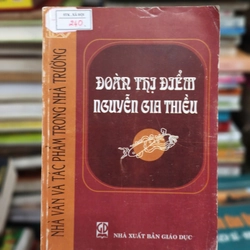 240
NHÀ VĂN VÀ TÁC PHẨM TRONG NHÀ TRƯỜNG
ĐOÀN THỊ ĐIỂM
NGUYỄN GIA THIỀU
NHÀ XUẤT BẢN GIÁO DỤC